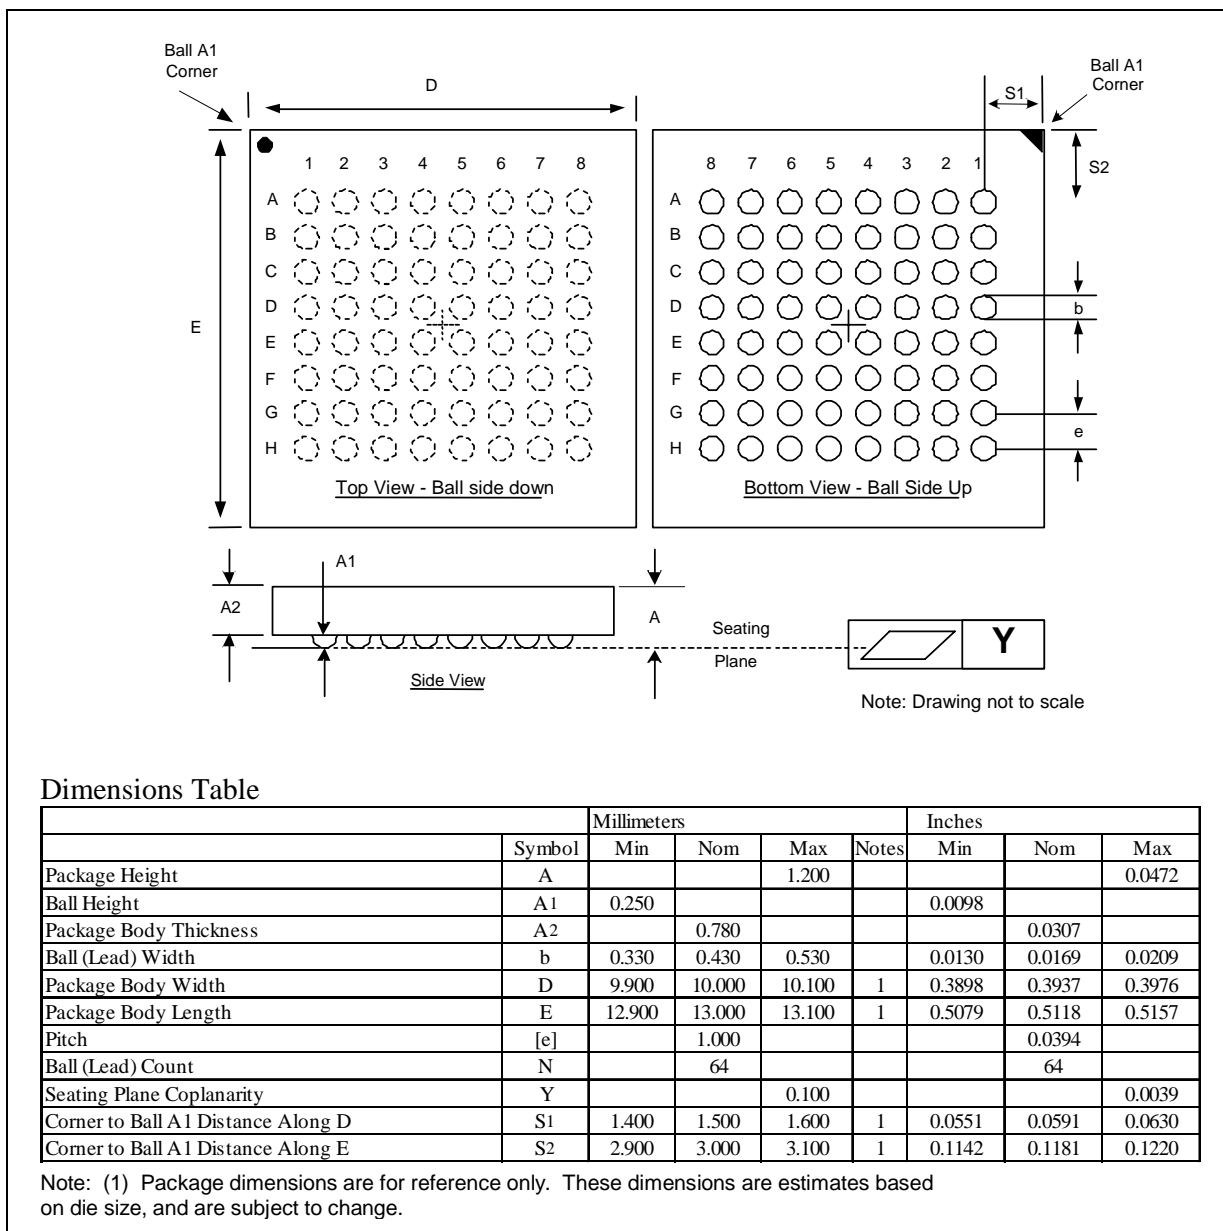 Ball A1
Corner
D
S1
Ball A1
Corner
1 2 3 4 5 6 7 8
8 7 6 5 4 3 2 1
S2
A
B
C
D
E
F
G
H
E
A
B
C
D
E
F
G
H
b
e
Top View - Ball side down
Bottom View - Ball Side Up
A1
A2
A
Seating
Plane
Y
Side View
Note: Drawing not to scale
Dimensions Table
Millimeters Inches
Symbol Min Nom Max Notes Min Nom Max
Package Height A 1.200 0.0472
Ball Height A1 0.250 0.0098
Package Body Thickness A2 0.780 0.0307
Ball (Lead) Width b 0.330 0.430 0.530 0.0130 0.0169 0.0209
Package Body Width D 9.900 10.000 10.100 1 0.3898 0.3937 0.3976
Package Body Length E 12.900 13.000 13.100 1 0.5079 0.5118 0.5157
Pitch [e] 1.000 0.0394
Ball (Lead) Count N 64 64
Seating Plane Coplanarity Y 0.100 0.0039
Corner to Ball A1 Distance Along D S1 1.400 1.500 1.600 1 0.0551 0.0591 0.0630
Corner to Ball A1 Distance Along E S2 2.900 3.000 3.100 1 0.1142 0.1181 0.1220
Note: (1) Package dimensions are for reference only. These dimensions are estimates based
on die size, and are subject to change.